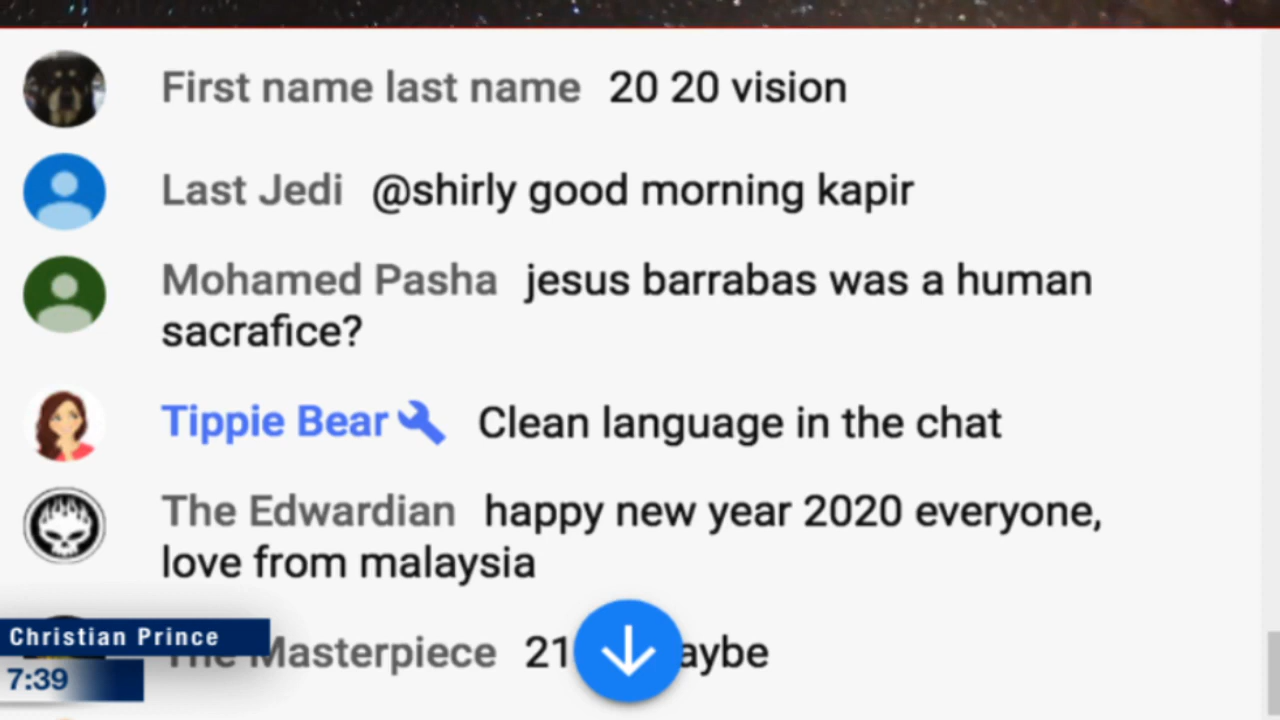 First name last name 20 20 vision
Last Jedi @shirly good morning kapir
Mohamed Pasha jesus barrabas was a human
sacrafice?
Tippie Bear Clean language in the chat
The Edwardian happy new year 2020 everyone,
love from malaysia
Christian Prince
The Masterpiece 21 aybe
7:39